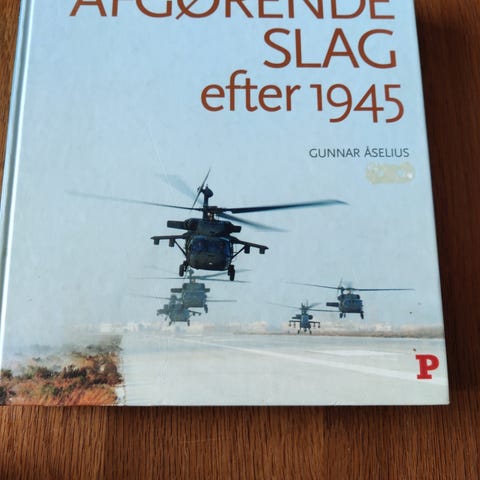 AFGØRENDE
SLAG
efter 1945
GUNNAR ÅSELIUS
P